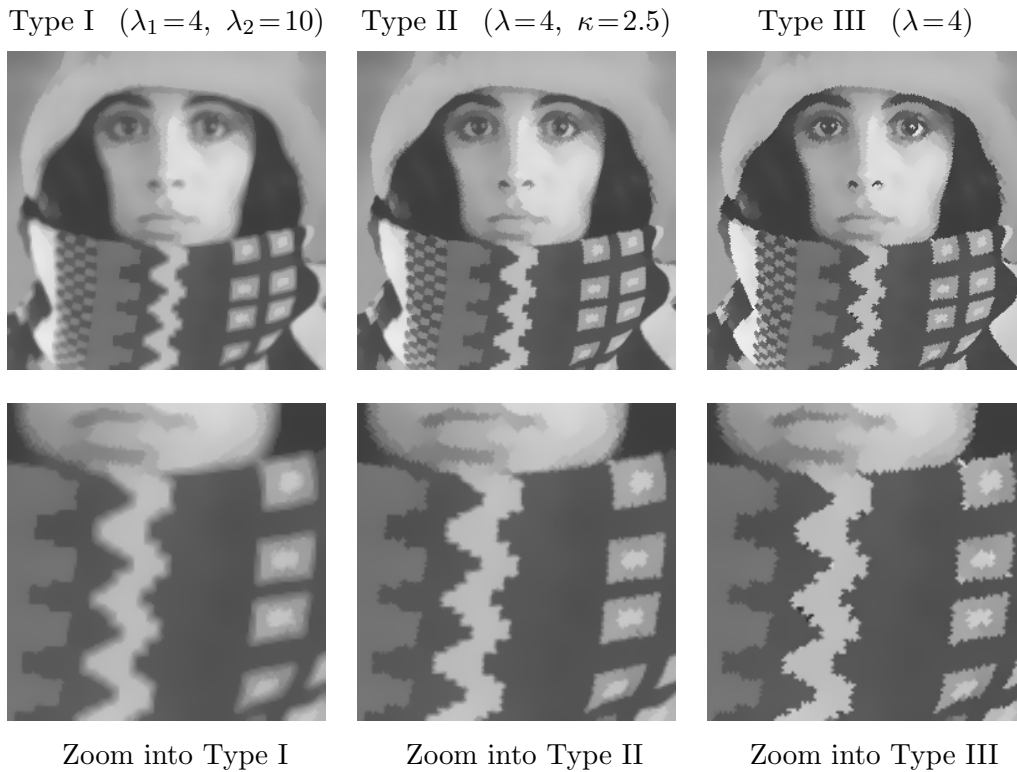 Type I (λ₁=4, λ₂=10)
Type II (λ=4, κ=2.5)
Type III (λ=4)
Zoom into Type I
Zoom into Type II
Zoom into Type III